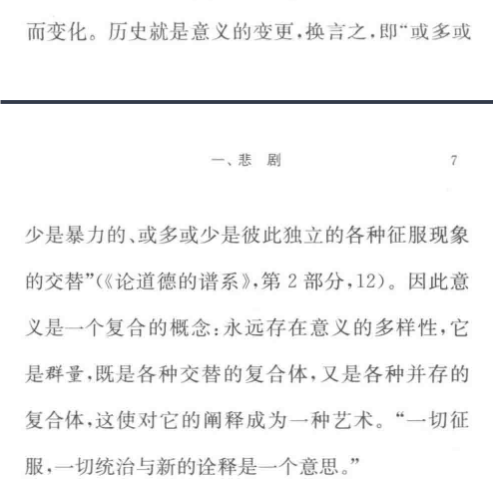 而变化。历史就是意义的变更,换言之,即“或多或
一、悲 剧 7
少是暴力的、或多或少是彼此独立的各种征服现象
的交替”(《论道德的谱系》,第 2 部分,12)。因此意
义是一个复合的概念:永远存在意义的多样性,它
是群量,既是各种交替的复合体,又是各种并存的
复合体,这使对它的阐释成为一种艺术。“一切征
服,一切统治与新的诠释是一个意思。”